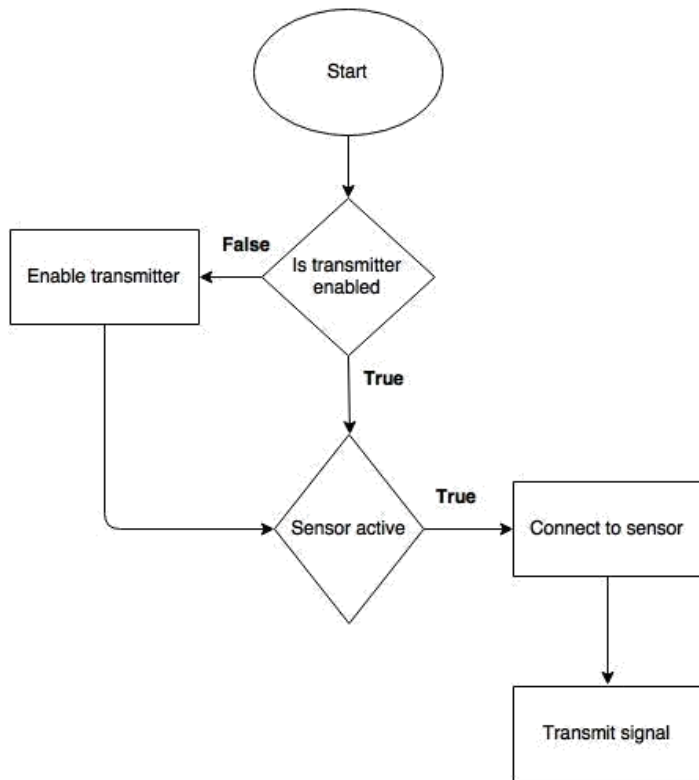 Start
Is transmitter
enabled
False
Enable transmitter
True
Sensor active
True
Connect to sensor
Transmit signal